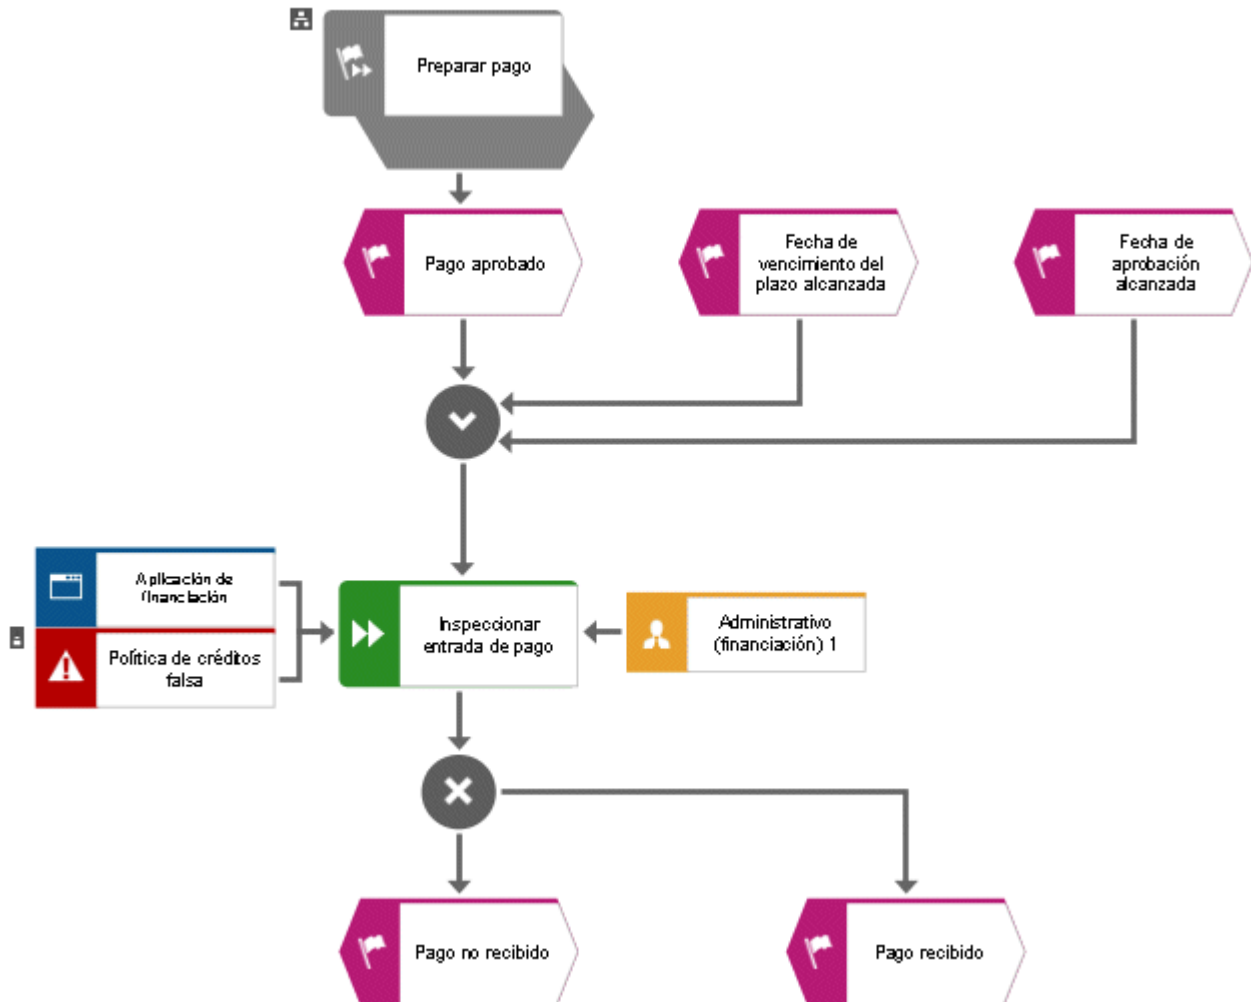 Preparar pago
Pago aprobado
Fecha de
vencimiento del
plazo alcanzada
Fecha de
aprobación
alcanzada
Aplicación de
financiación
Política de créditos
falsa
Inspeccionar
entrada de pago
Administrativo
(financiación) 1
Pago no recibido
Pago recibido